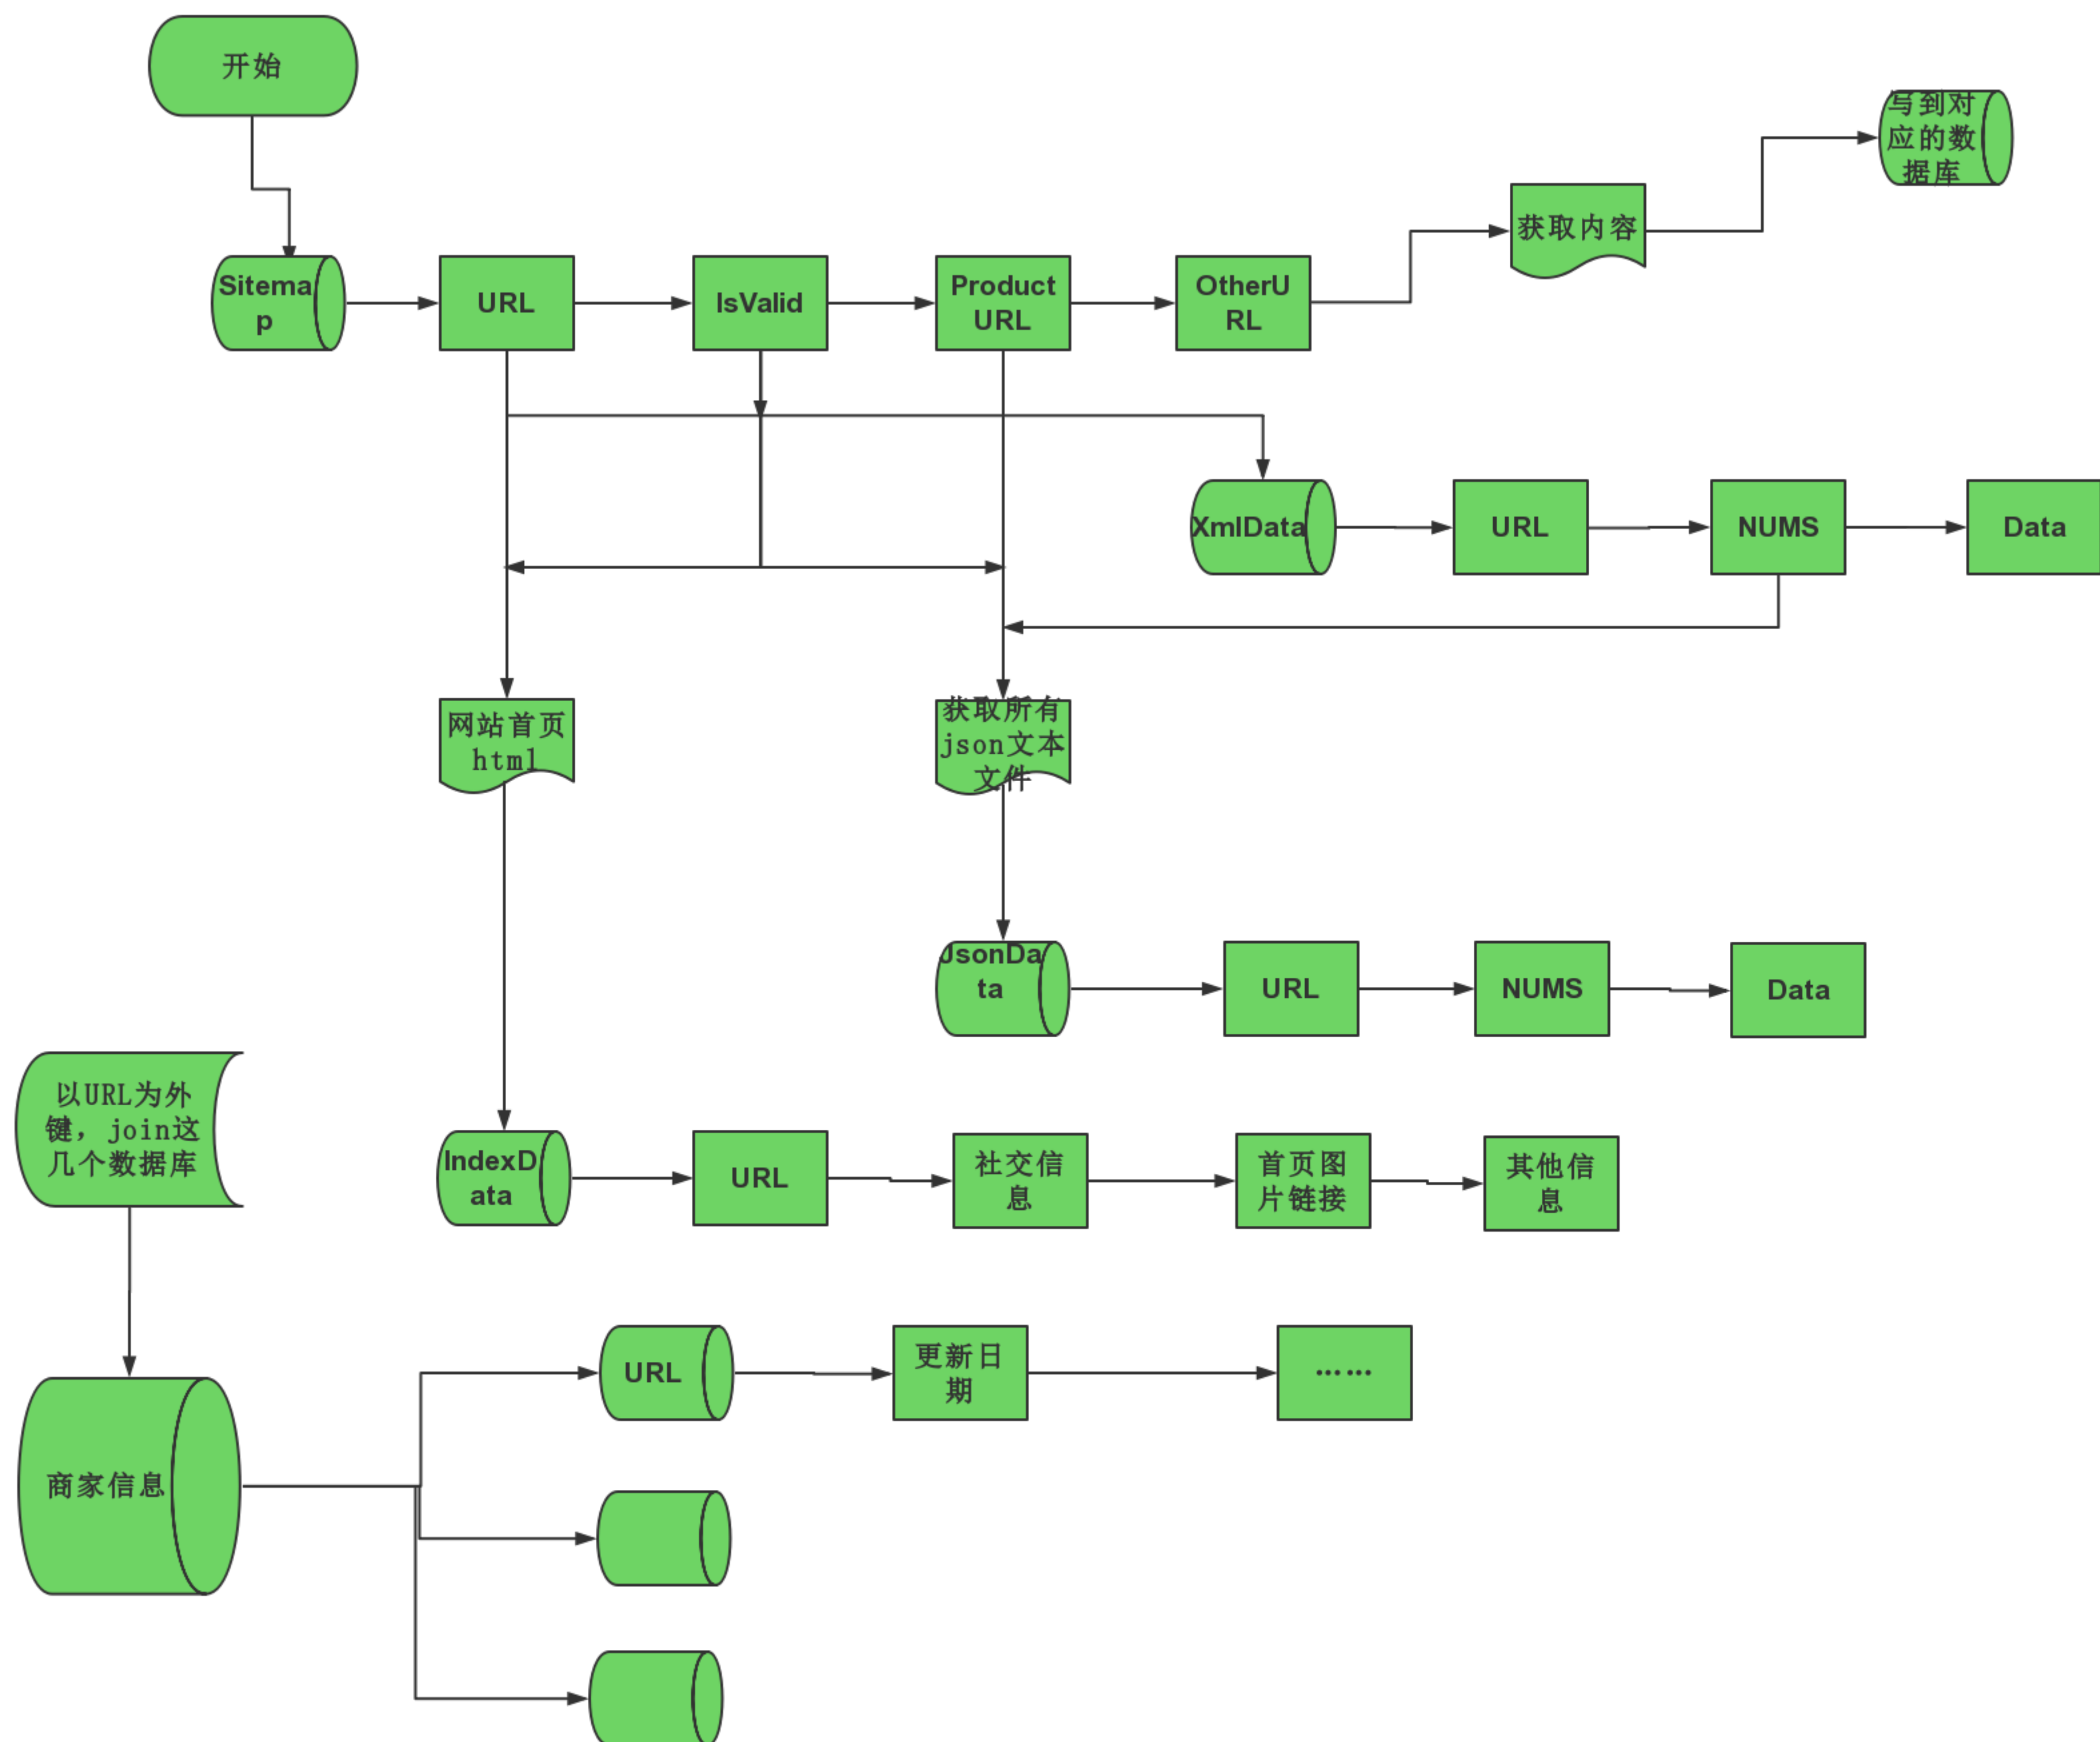 开始
写到对
应的数
据库
获取内容
Sitema
p
URL
IsValid
Product
URL
OtherU
RL
XmlData
URL
NUMS
Data
网站首页
html
获取所有
json文本
文件
JsonDa
ta
URL
NUMS
Data
以URL为外
键，join这
几个数据库
IndexD
ata
URL
社交信
息
首页图
片链接
其他信
息
URL
更新日
期
……
商家信息